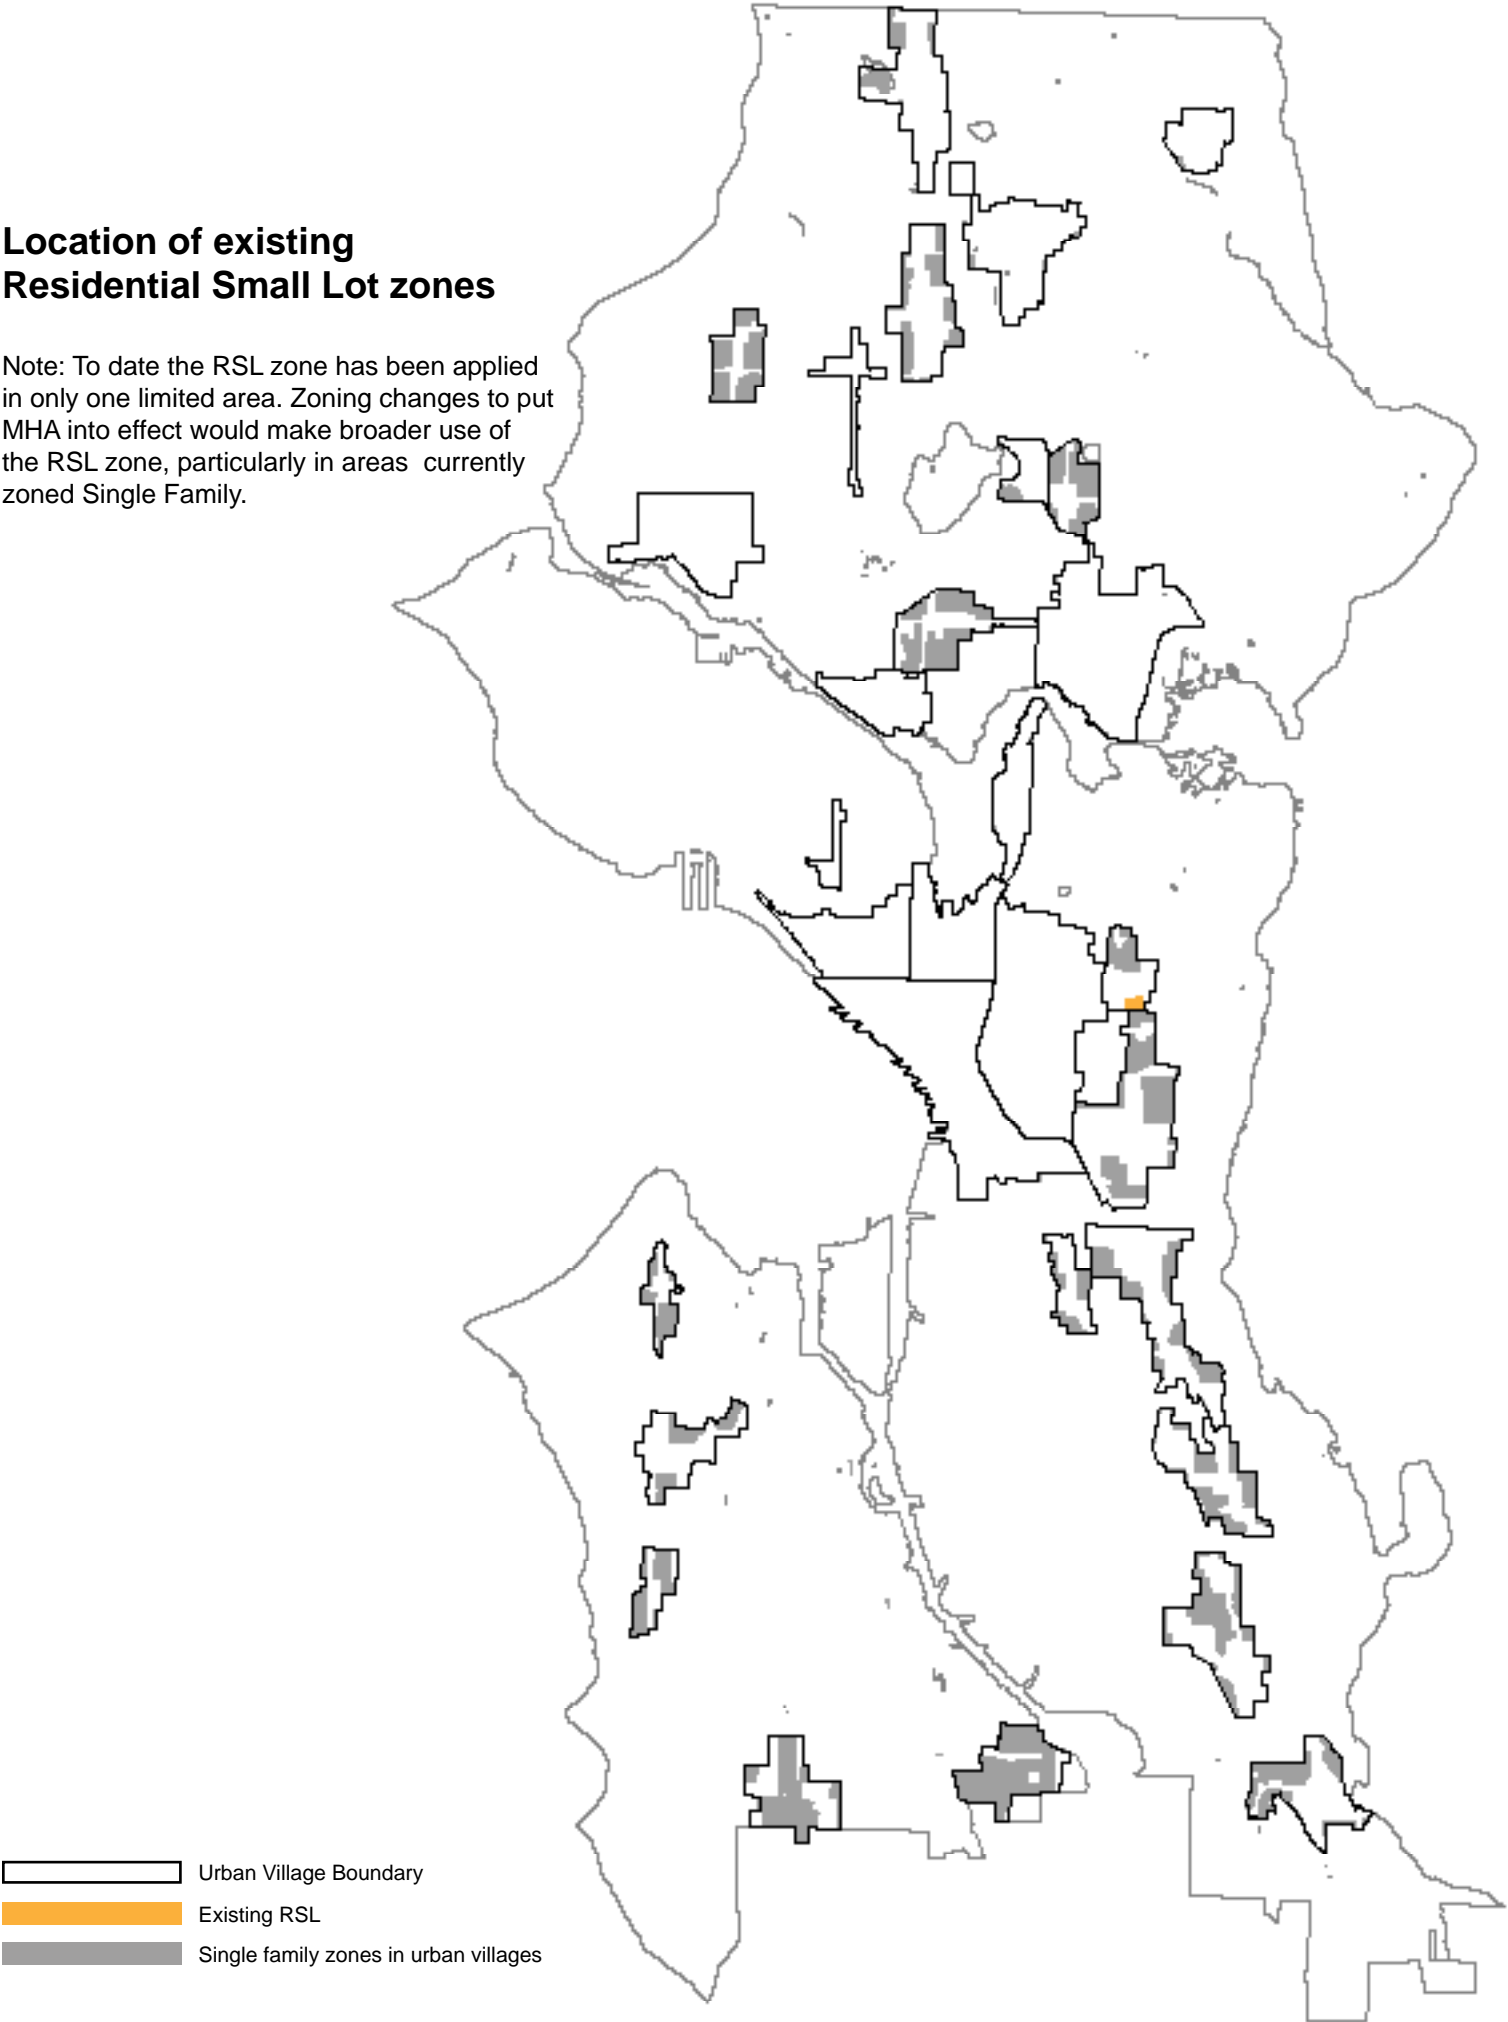 Location of existing
Residential Small Lot zones
Note: To date the RSL zone has been applied
in only one limited area. Zoning changes to put
MHA into effect would make broader use of
the RSL zone, particularly in areas  currently
zoned Single Family.
Urban Village Boundary
Existing RSL
Single family zones in urban villages